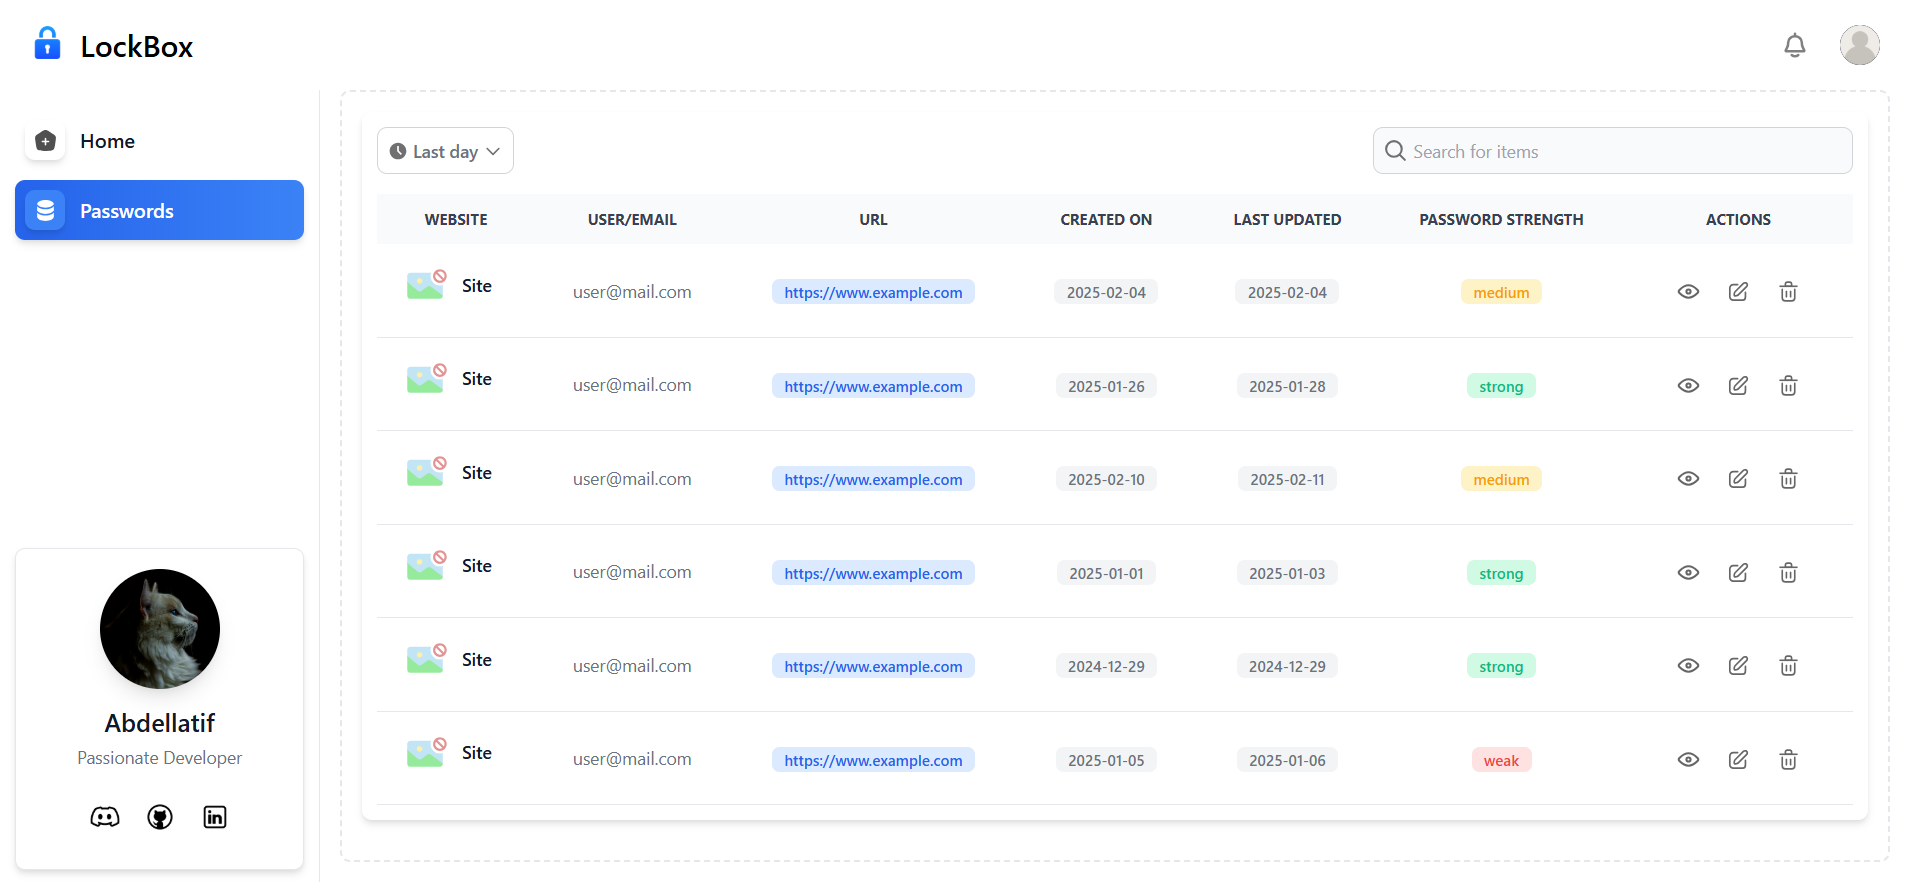 LockBox
Home
Passwords
Last day
Search for items
WEBSITE USER/EMAIL URL CREATED ON LAST UPDATED PASSWORD STRENGTH ACTIONS
Site user@mail.com https://www.example.com 2025-02-04 2025-02-04 medium
Site user@mail.com https://www.example.com 2025-01-26 2025-01-28 strong
Site user@mail.com https://www.example.com 2025-02-10 2025-02-11 medium
Site user@mail.com https://www.example.com 2025-01-01 2025-01-03 strong
Site user@mail.com https://www.example.com 2024-12-29 2024-12-29 strong
Site user@mail.com https://www.example.com 2025-01-05 2025-01-06 weak
Abdellatif
Passionate Developer
in